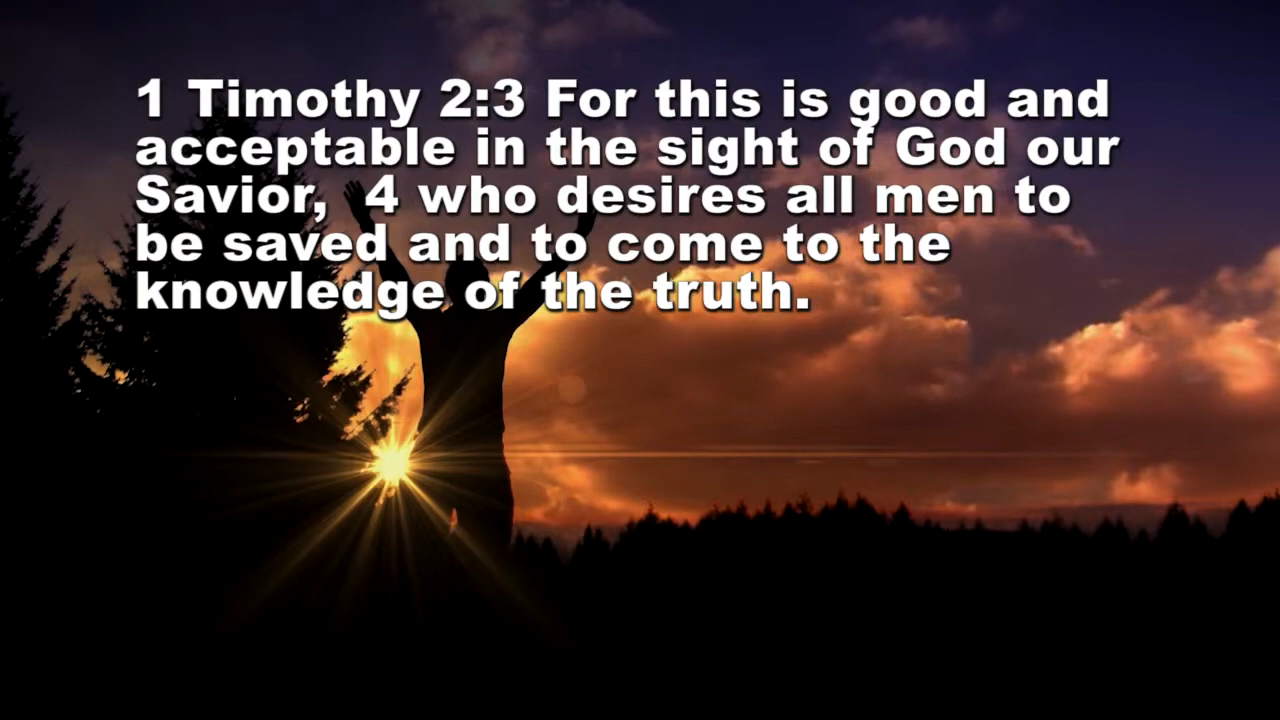 1 Timothy 2:3 For this is good and
acceptable in the sight of God our
Savior,  4 who desires all men to
be saved and to come to the
knowledge of the truth.